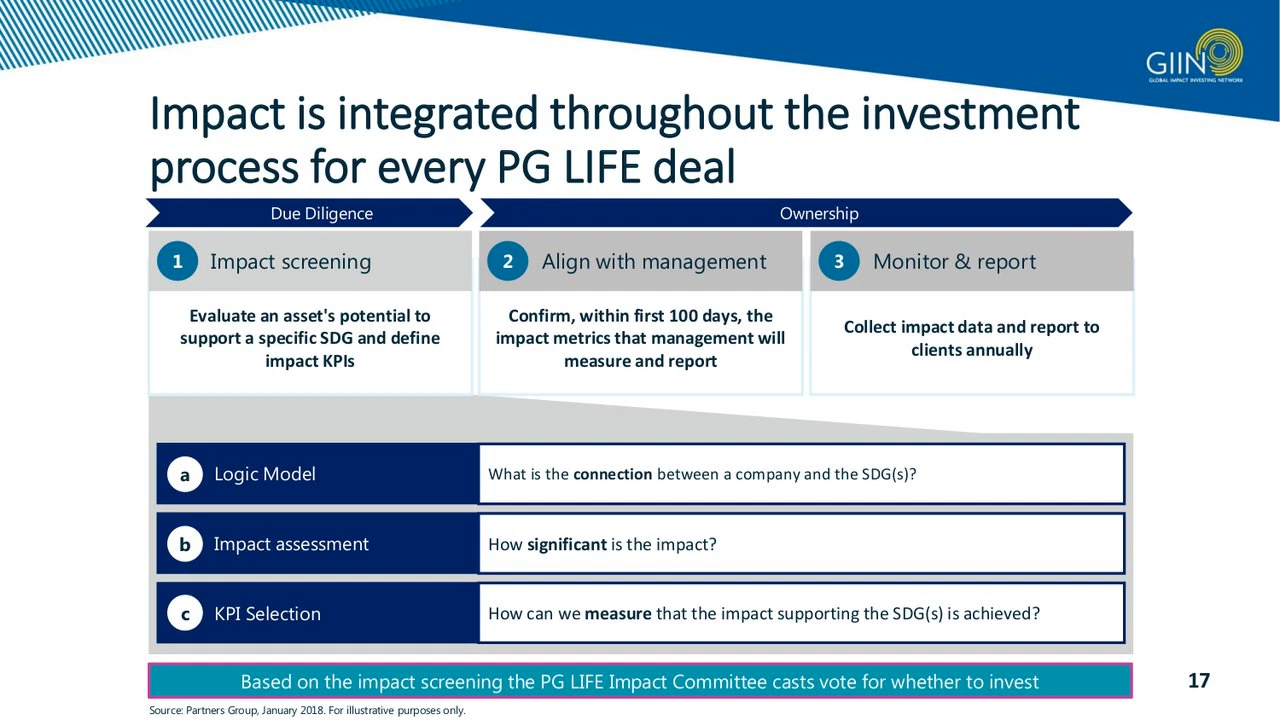 GIIN
GLOBAL IMPACT INVESTING NETWORK
Impact is integrated throughout the investment
process for every PG LIFE deal
Due Diligence
Ownership
1 Impact screening
2 Align with management
3 Monitor & report
Evaluate an asset's potential to
support a specific SDG and define
impact KPIs
Confirm, within first 100 days, the
impact metrics that management will
measure and report
Collect impact data and report to
clients annually
a Logic Model
What is the connection between a company and the SDG(s)?
b Impact assessment
How significant is the impact?
c KPI Selection
How can we measure that the impact supporting the SDG(s) is achieved?
Based on the impact screening the PG LIFE Impact Committee casts vote for whether to invest
17
Source: Partners Group, January 2018. For illustrative purposes only.